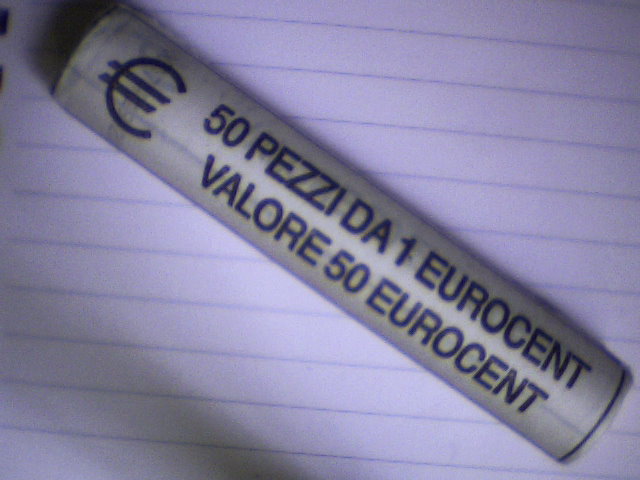 €
50 PEZZI DA 1 EUROCENT
VALORE 50 EUROCENT